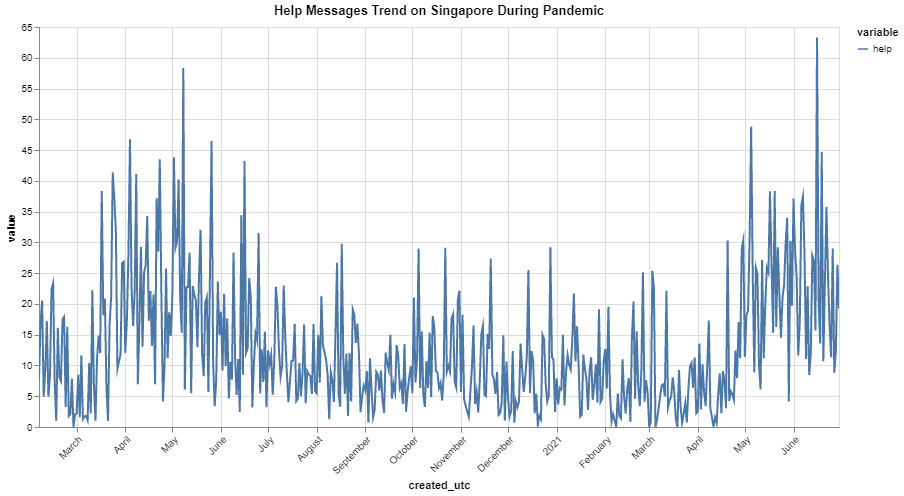 Help Messages Trend on Singapore During Pandemic
variable
help
65
60
55
50
45
40
35
30
25
20
15
10
5
0
value
March
April
May
June
July
August
September
October
November
December
2021
February
March
April
May
June
created_utc